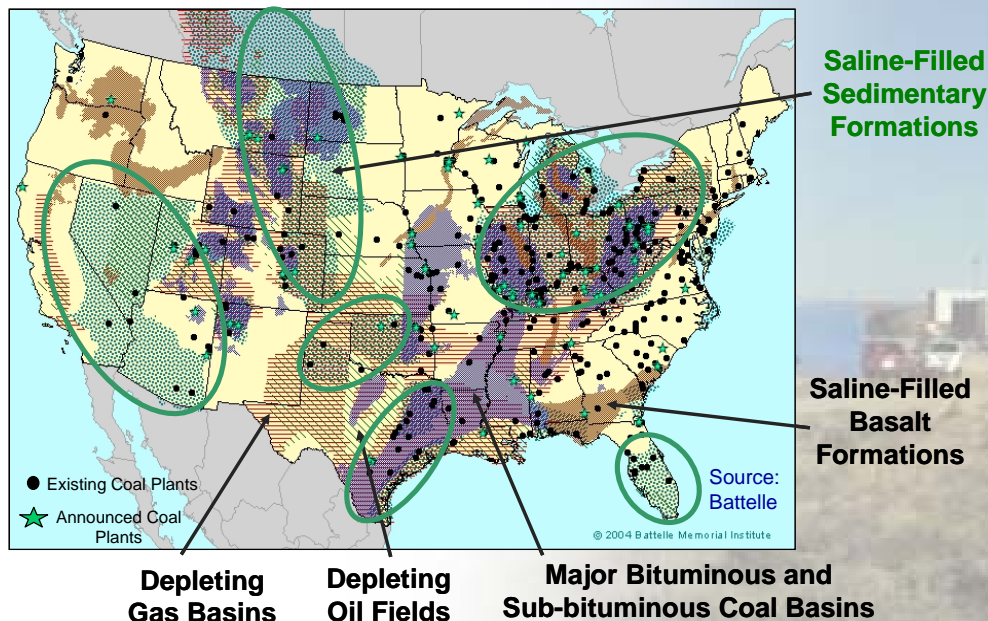 Saline-Filled
Sedimentary
Formations
Saline-Filled
Basalt
Formations
Existing Coal Plants
Announced Coal
Plants
Source:
Battelle
© 2004 Battelle Memorial Institute
Depleting
Gas Basins
Depleting
Oil Fields
Major Bituminous and
Sub-bituminous Coal Basins